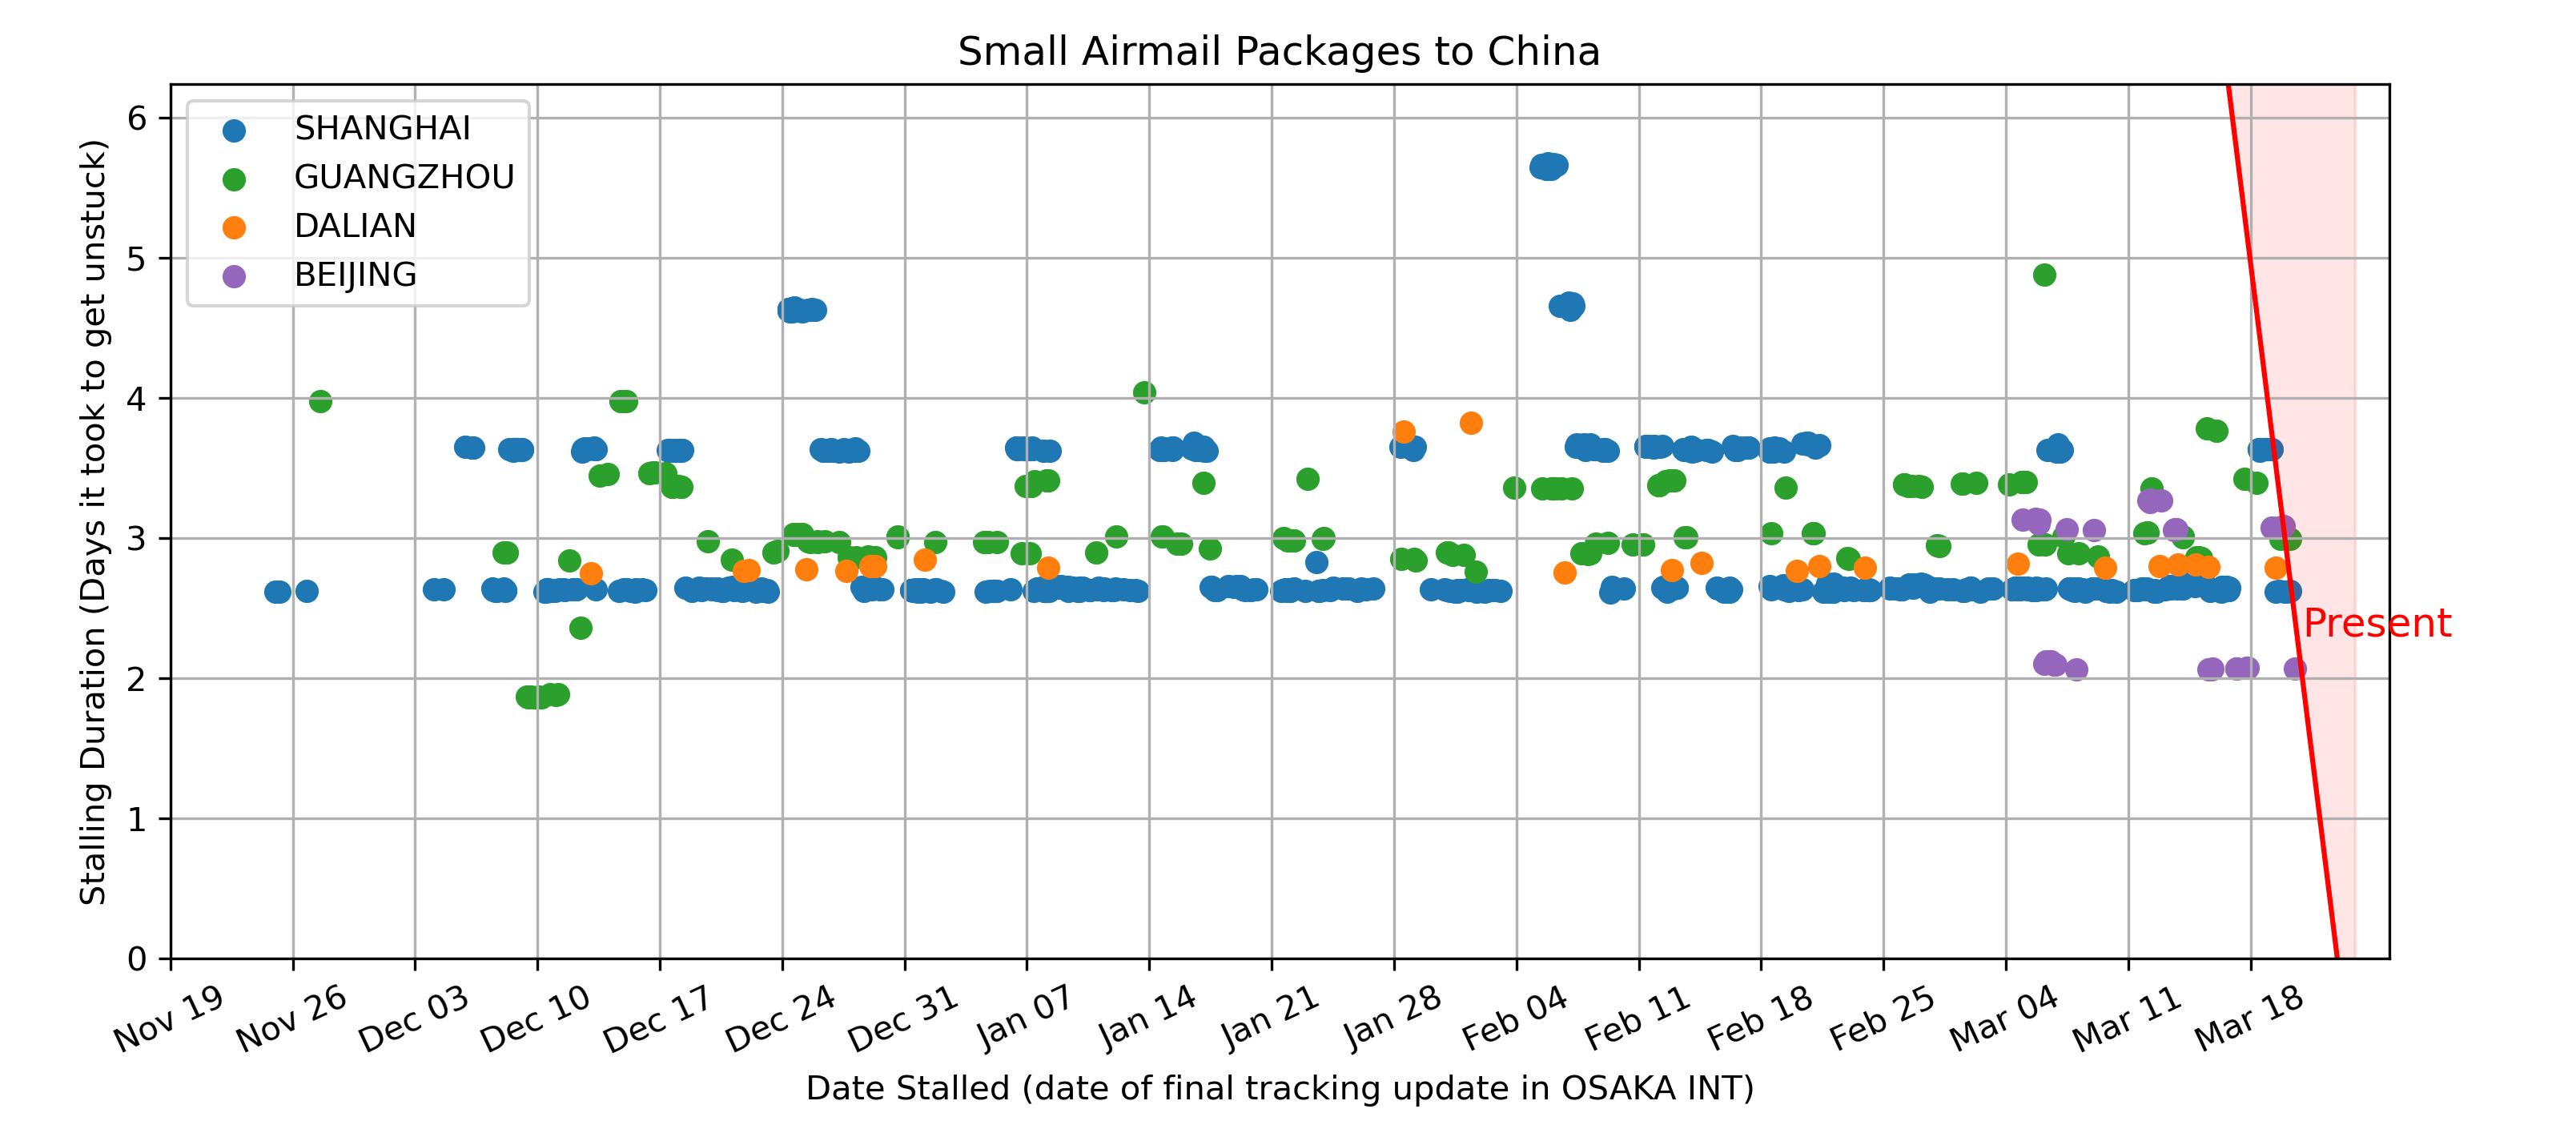 Small Airmail Packages to China
SHANGHAI
GUANGZHOU
DALIAN
BEIJING
Stalling Duration (Days it took to get unstuck)
6
5
4
3
2
1
0
Present
Nov 19
Nov 26
Dec 03
Dec 10
Dec 17
Dec 24
Dec 31
Jan 07
Jan 14
Jan 21
Jan 28
Feb 04
Feb 11
Feb 18
Feb 25
Mar 04
Mar 11
Mar 18
Date Stalled (date of final tracking update in OSAKA INT)